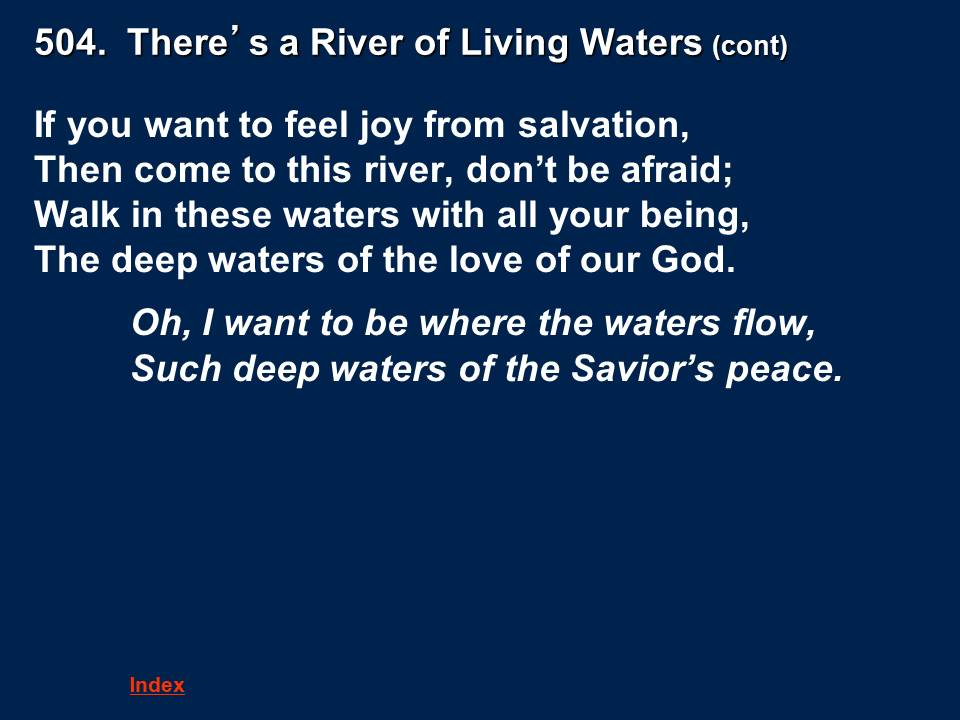 504.  There’s a River of Living Waters (cont)
If you want to feel joy from salvation,
Then come to this river, don’t be afraid;
Walk in these waters with all your being,
The deep waters of the love of our God.
Oh, I want to be where the waters flow,
Such deep waters of the Savior’s peace.
Index